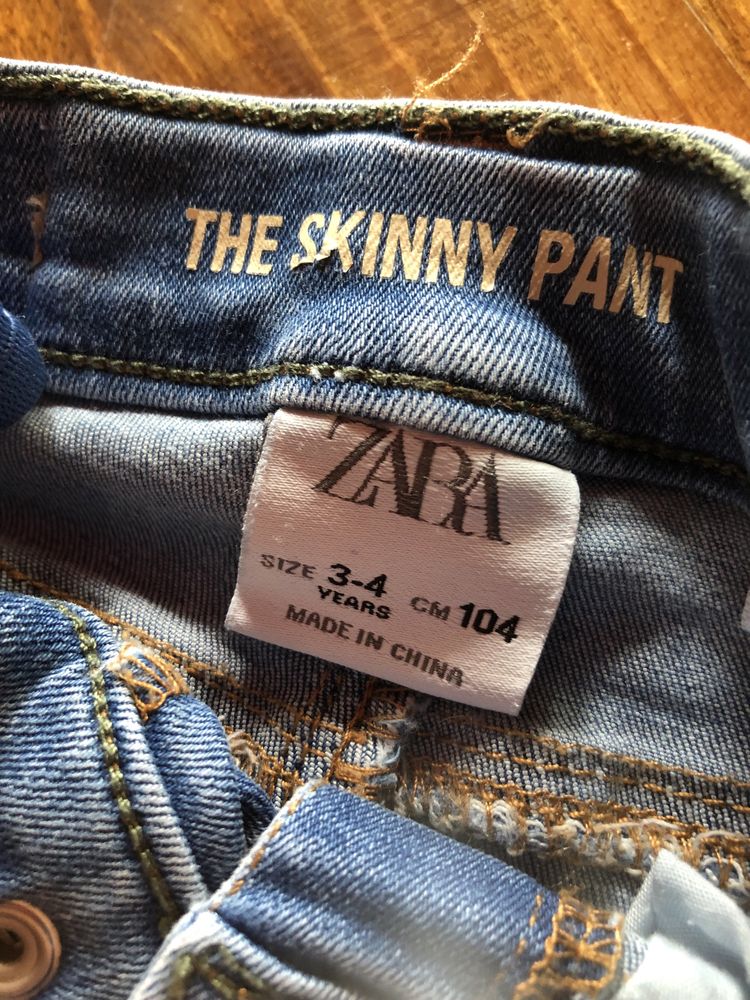 THE SKINNY PANT
ZARA
SIZE 3-4 CM 104
YEARS
MADE IN CHINA